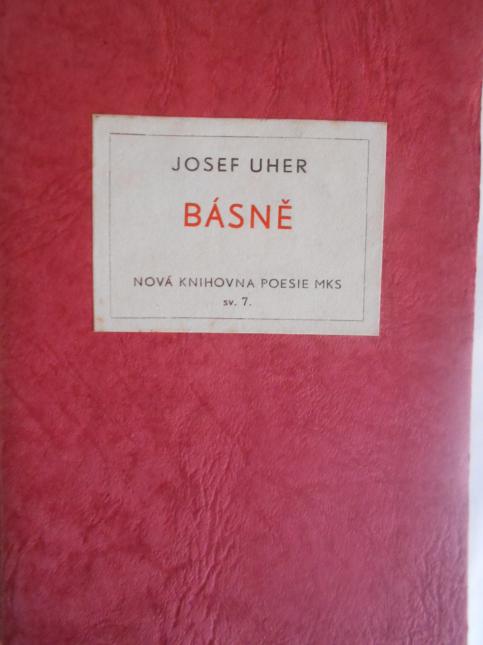 JOSEF UHER
BÁSNĚ
NOVÁ KNIHOVNA POESIE MKS
sv. 7.